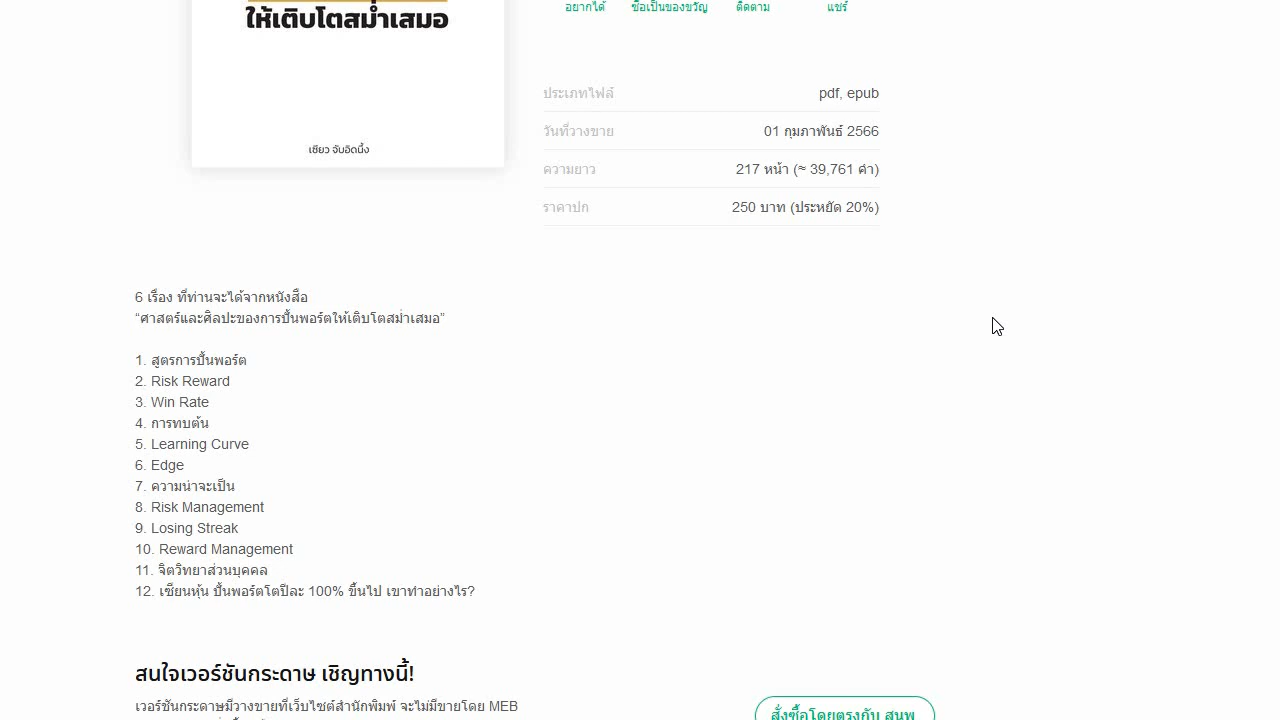 ให้เติบโตสม่ำเสมอ
เซียว จับอิดนึ้ง
อยากได้
ซื้อเป็นของขวัญ
ติดตาม
แชร์
ประเภทไฟล์
pdf, epub
วันที่วางขาย
01 กุมภาพันธ์ 2566
ความยาว
217 หน้า (≈ 39,761 คำ)
ราคาปก
250 บาท (ประหยัด 20%)
6 เรื่อง ที่ท่านจะได้จากหนังสือ
“ศาสตร์และศิลปะของการปั้นพอร์ตให้เติบโตสม่ำเสมอ”
1. สูตรการปั้นพอร์ต
2. Risk Reward
3. Win Rate
4. การทบต้น
5. Learning Curve
6. Edge
7. ความน่าจะเป็น
8. Risk Management
9. Losing Streak
10. Reward Management
11. จิตวิทยาส่วนบุคคล
12. เซียนหุ้น ปั้นพอร์ตโตปีละ 100% ขึ้นไป เขาทำอย่างไร?
สนใจเวอร์ชันกระดาษ เชิญทางนี้!
เวอร์ชันกระดาษมีวางขายที่เว็บไซต์สำนักพิมพ์ จะไม่มีขายโดย MEB
สั่งซื้อโดยตรงกับ สนพ